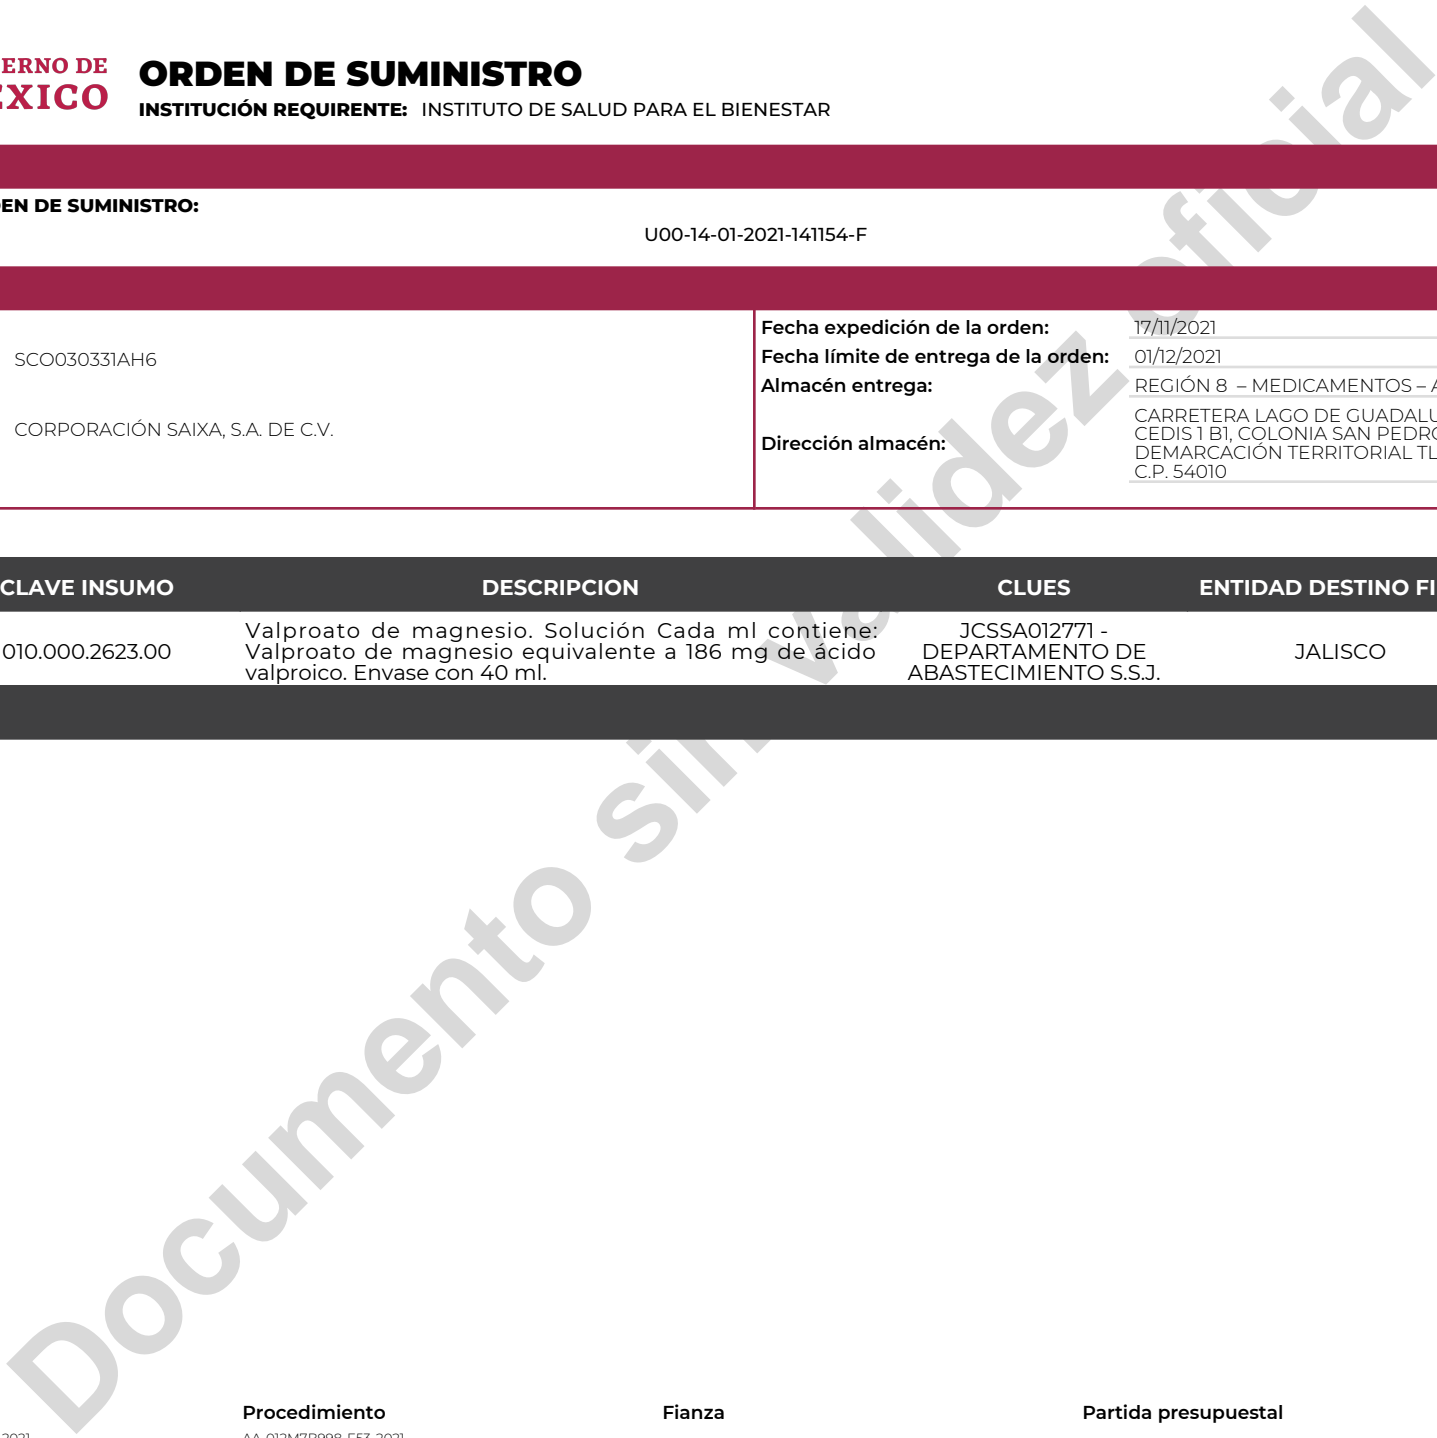 ERNO DE
ORDEN DE SUMINISTRO
XICO
INSTITUCIÓN REQUIRENTE: INSTITUTO DE SALUD PARA EL BIENESTAR
EN DE SUMINISTRO:
U00-14-01-2021-141154-F
SCO030331AH6
CORPORACIÓN SAIXA, S.A. DE C.V.
Fecha expedición de la orden: 17/11/2021
Fecha límite de entrega de la orden: 01/12/2021
Almacén entrega: REGIÓN 8 – MEDICAMENTOS – A
Dirección almacén:
CARRETERA LAGO DE GUADALU
CEDIS 1 B1, COLONIA SAN PEDRO
DEMARCACIÓN TERRITORIAL TL
C.P. 54010
CLAVE INSUMO DESCRIPCION CLUES ENTIDAD DESTINO FI
010.000.2623.00
Valproato de magnesio. Solución Cada ml contiene:
Valproato de magnesio equivalente a 186 mg de ácido
valproico. Envase con 40 ml.
JCSSA012771 -
DEPARTAMENTO DE
ABASTECIMIENTO S.S.J.
JALISCO
Documento sin validez oficial
Procedimiento Fianza Partida presupuestal